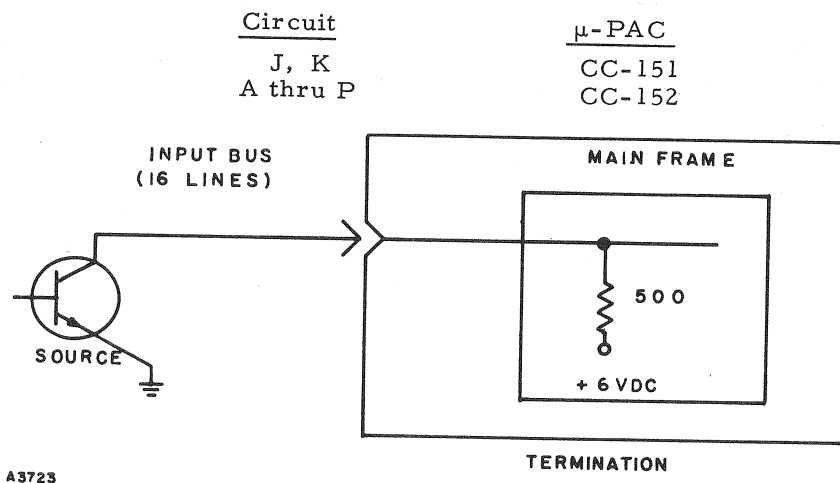 Circuit
J, K
A thru P
μ-PAC
CC-151
CC-152
INPUT BUS
(16 LINES)
MAIN FRAME
500
+ 6 VDC
SOURCE
TERMINATION
A3723